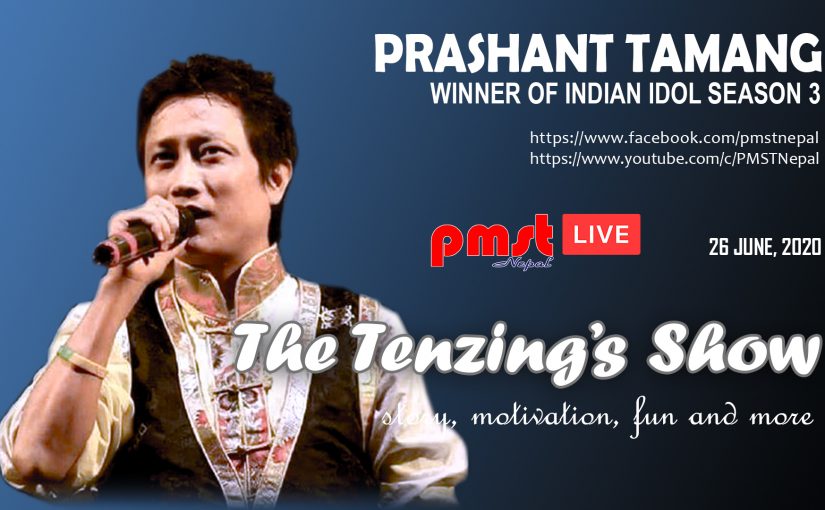 PRASHANT TAMANG
WINNER OF INDIAN IDOL SEASON 3
https://www.facebook.com/pmstnepal
https://www.youtube.com/c/PMSTNepal
pmst LIVE
Nepal
26 JUNE, 2020
The Tenzing's Show
story, motivation, fun and more